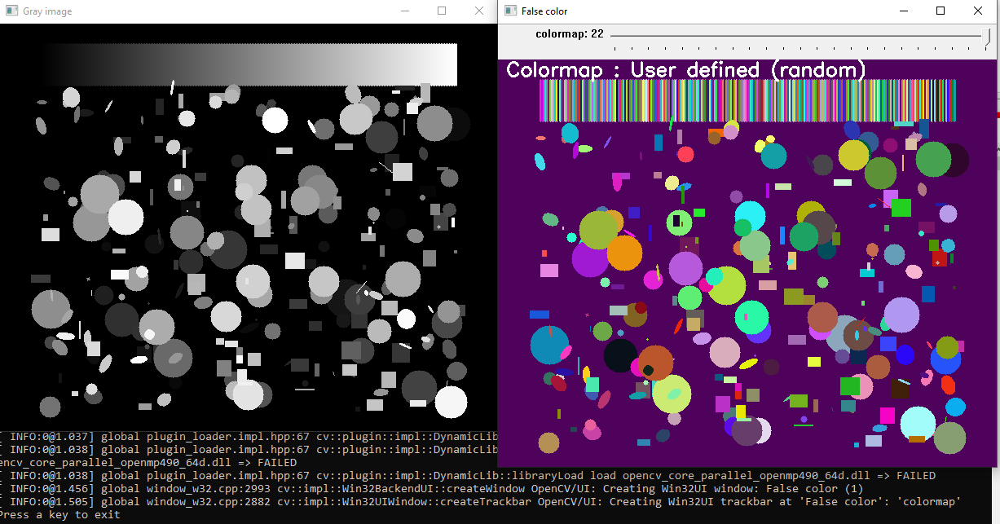 Gray image
False color
colormap: 22
Colormap : User defined (random)
[ INFO:0@1.037] global plugin_loader.impl.hpp:67 cv::plugin::impl::DynamicLib
[ INFO:0@1.038] global plugin_loader.impl.hpp:67 cv::plugin::impl::DynamicLib
encv_core_parallel_openmp490_64d.dll => FAILED
[ INFO:0@1.038] global plugin_loader.impl.hpp:67 cv::plugin::impl::DynamicLib::libraryLoad load opencv_core_parallel_openmp490_64d.dll => FAILED
[ INFO:0@1.456] global window_w32.cpp:2993 cv::impl::Win32BackendUI::createWindow OpenCV/UI: Creating Win32UI window: False color (1)
[ INFO:0@1.505] global window_w32.cpp:2882 cv::impl::Win32UIWindow::createTrackbar OpenCV/UI: Creating Win32UI trackbar at 'False color': 'colormap'
Press a key to exit